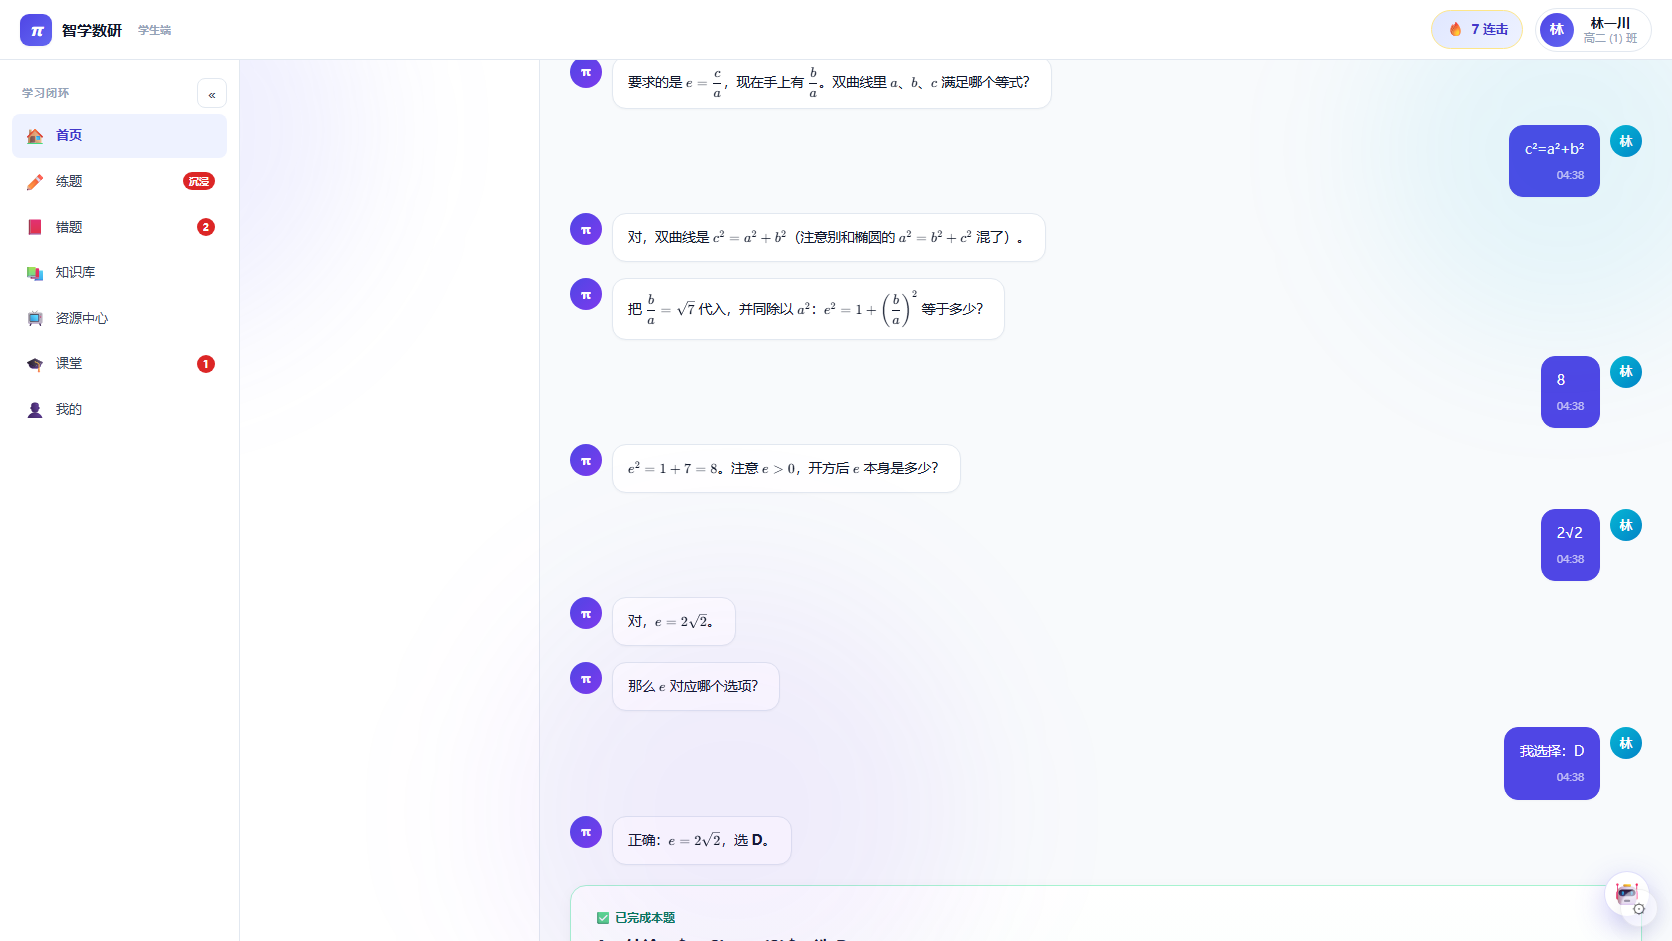 π 智学数研 学生端
7 连击
林 林一川
高二 (1) 班
学习闭环 «
首页
练题 沉浸
错题 2
知识库
资源中心
课堂 1
我的
π 要求的是 e = c/a，现在手上有 b/a。双曲线里 a、b、c 满足哪个等式？
c²=a²+b² 林
04:38
π 对，双曲线是 c² = a² + b²（注意别和椭圆的 a² = b² + c² 混了）。
π 把 b/a = √7 代入，并同除以 a²：e² = 1 + (b/a)² 等于多少？
8 林
04:38
π e² = 1 + 7 = 8。注意 e > 0，开方后 e 本身是多少？
2√2 林
04:38
π 对，e = 2√2。
π 那么 e 对应哪个选项？
我选择：D 林
04:38
π 正确：e = 2√2，选 D。
已完成本题